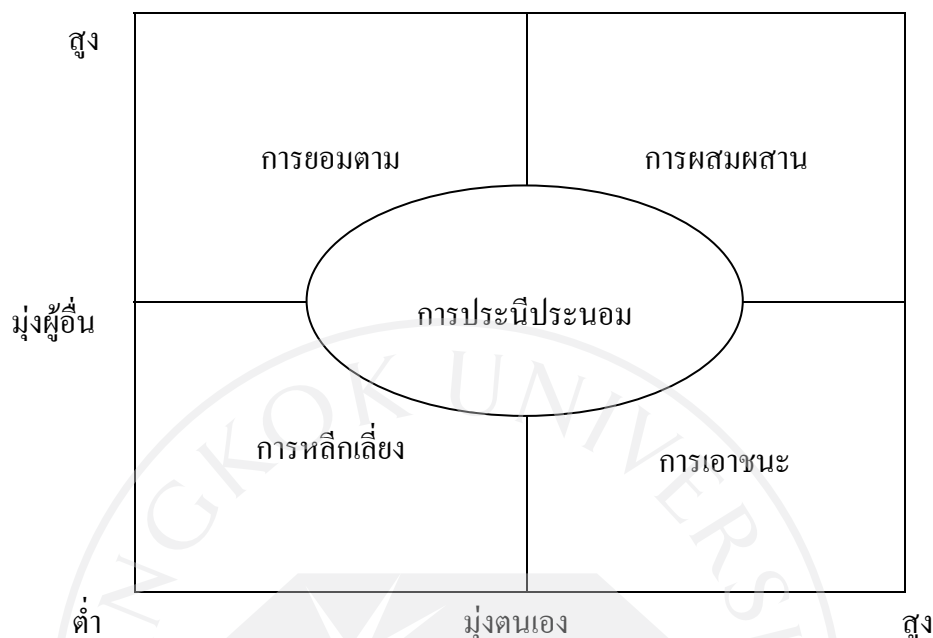 สูง
การยอมตาม การผสมผสาน
มุ่งผู้อื่น การประนีประนอม
การหลีกเลี่ยง การเอาชนะ
ต่ำ มุ่งตนเอง สูง
NGKOK UNIVERS